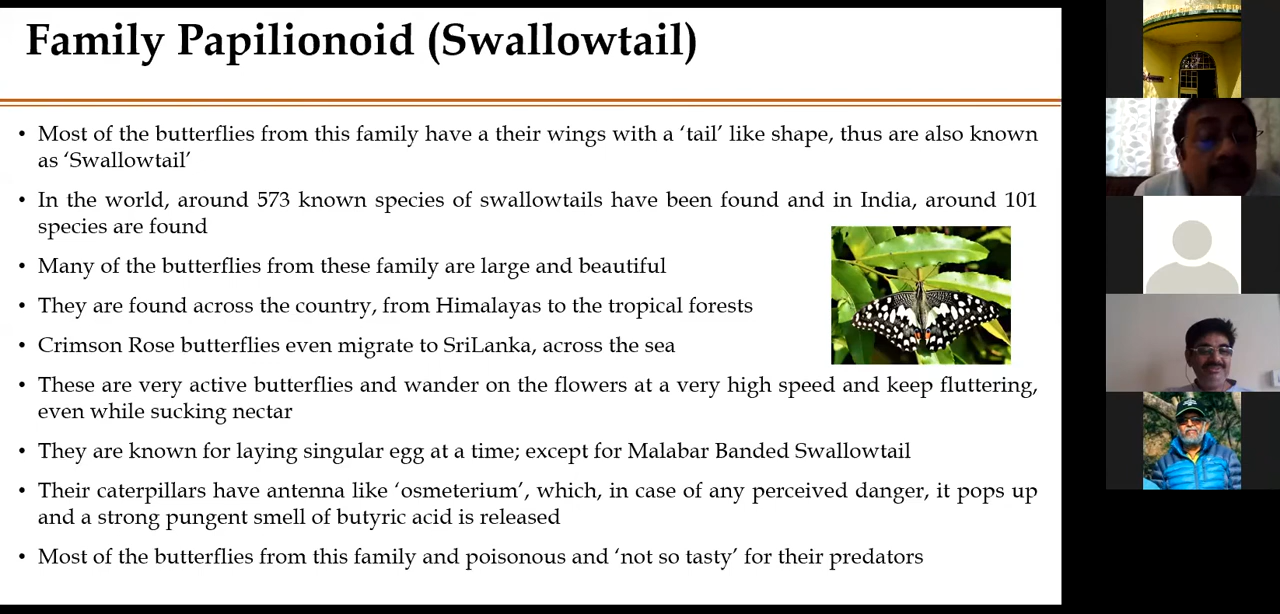 Family Papilionoid (Swallowtail)
• Most of the butterflies from this family have a their wings with a ‘tail’ like shape, thus are also known
as ‘Swallowtail’
• In the world, around 573 known species of swallowtails have been found and in India, around 101
species are found
• Many of the butterflies from these family are large and beautiful
• They are found across the country, from Himalayas to the tropical forests
• Crimson Rose butterflies even migrate to SriLanka, across the sea
• These are very active butterflies and wander on the flowers at a very high speed and keep fluttering,
even while sucking nectar
• They are known for laying singular egg at a time; except for Malabar Banded Swallowtail
• Their caterpillars have antenna like ‘osmeterium’, which, in case of any perceived danger, it pops up
and a strong pungent smell of butyric acid is released
• Most of the butterflies from this family and poisonous and ‘not so tasty’ for their predators